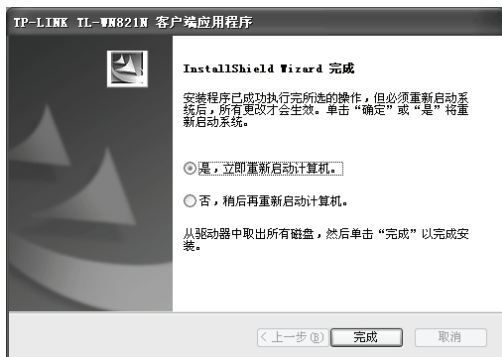 TP-LINK TL-WN821N 客户端应用程序
InstallShield Wizard 完成
安装程序已成功执行完所选的操作，但必须重新启动系
统后，所有更改才会生效。单击“确定”或“是”将重
新启动系统。
是，立即重新启动计算机。
否，稍后再重新启动计算机。
从驱动器中取出所有磁盘，然后单击“完成”以完成安
装。
< 上一步(B)
完成
取消